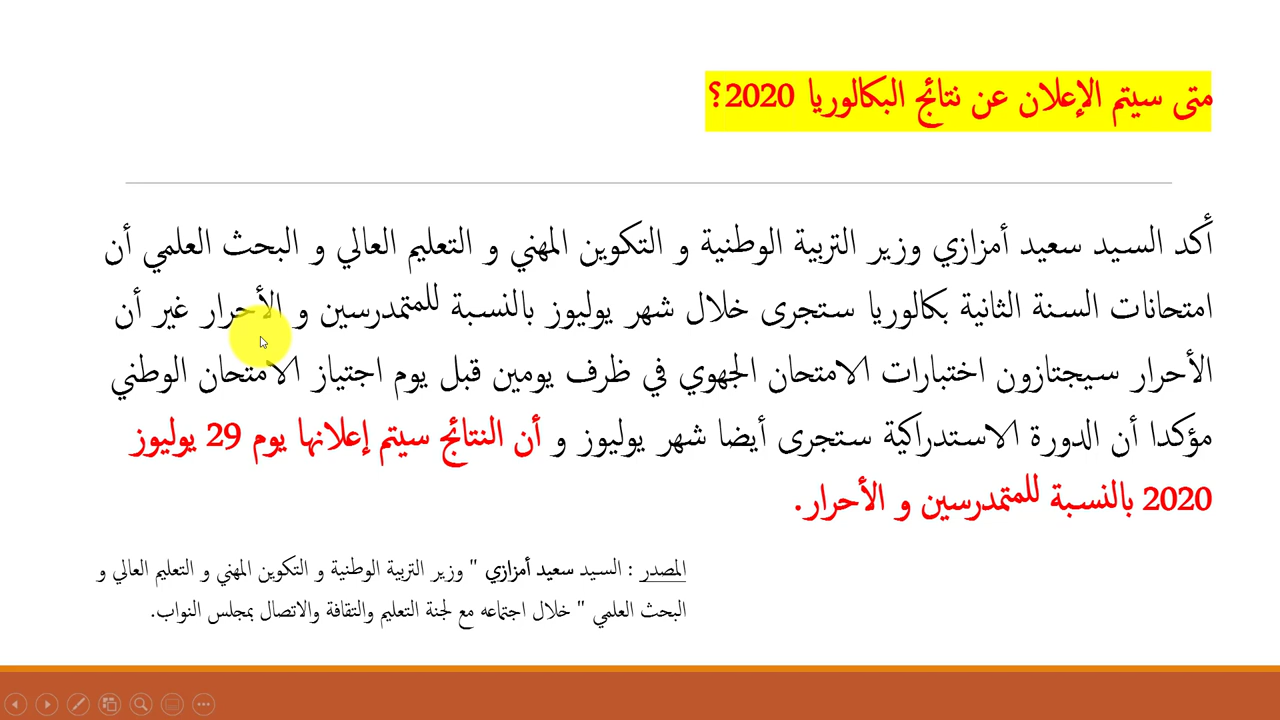 متى سيتم الإعلان عن نتائج البكالوريا 2020؟
أكد السيد سعيد أمزازي وزير التربية الوطنية و التكوين المهني و التعليم العالي و البحث العلمي أن
امتحانات السنة الثانية بكالوريا ستجرى خلال شهر يوليوز بالنسبة للمتمدرسين و الأحرار غير أن
الأحرار سيجتازون اختبارات الامتحان الجهوي في ظرف يومين قبل يوم اجتياز الامتحان الوطني
مؤكدا أن الدورة الاستدراكية ستجرى أيضا شهر يوليوز و أن النتائج سيتم إعلانها يوم 29 يوليوز
2020 بالنسبة للمتمدرسين و الأحرار.
المصدر : السيد سعيد أمزازي " وزير التربية الوطنية و التكوين المهني و التعليم العالي و
البحث العلمي " خلال اجتماعه مع لجنة التعليم والتقافة والاتصال بمجلس النواب.